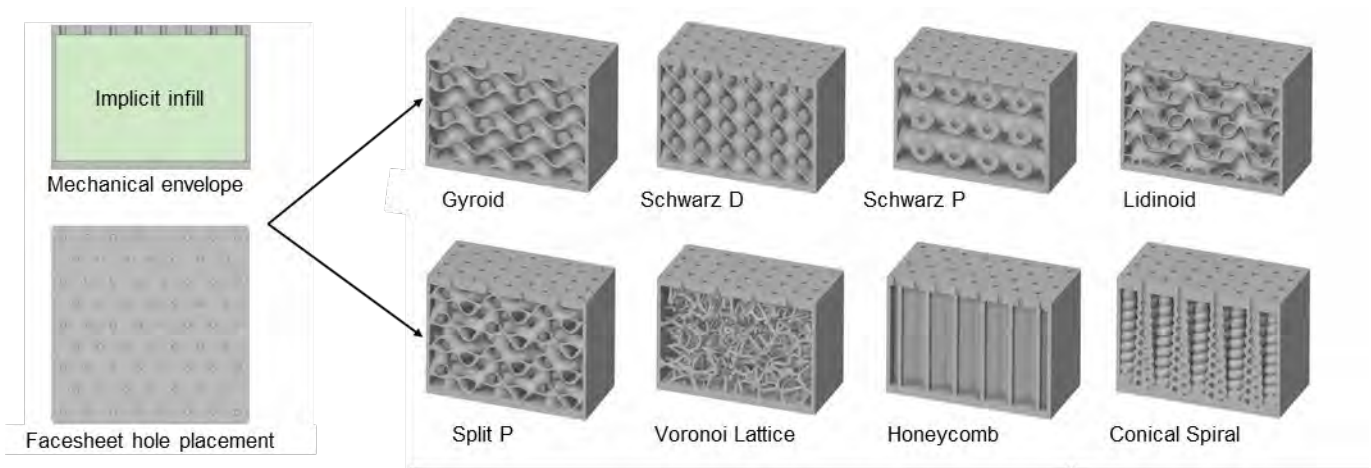 Implicit infill
Mechanical envelope
Facesheet hole placement
Gyroid
Schwarz D
Schwarz P
Lidinoid
Split P
Voronoi Lattice
Honeycomb
Conical Spiral